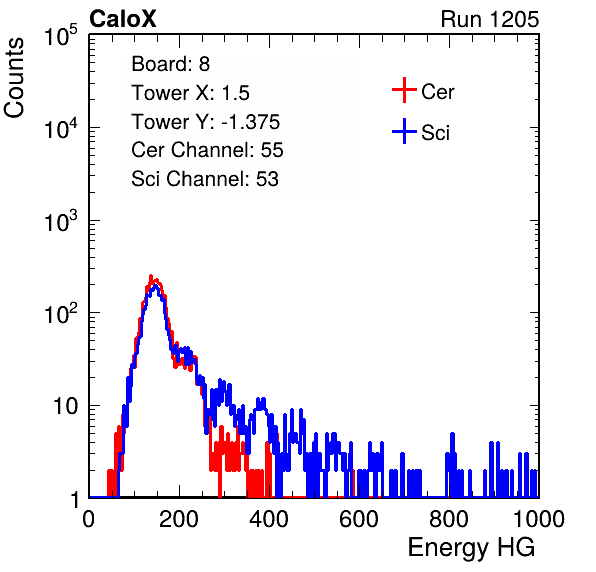 CaloX Run 1205
Counts
10^5
10^4
10^3
10^2
10
1
Board: 8
Tower X: 1.5
Tower Y: -1.375
Cer Channel: 55
Sci Channel: 53
Cer
Sci
0 200 400 600 800 1000
Energy HG